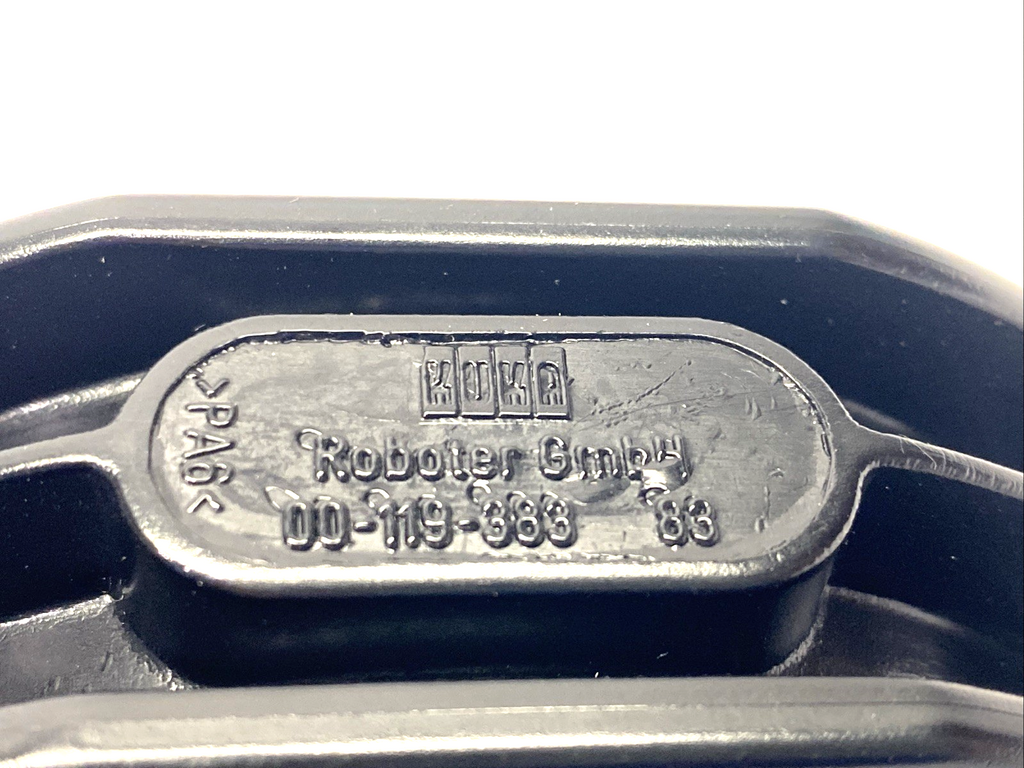 KUKA
Roboter GmbH
00-119-383 83
>PA6<